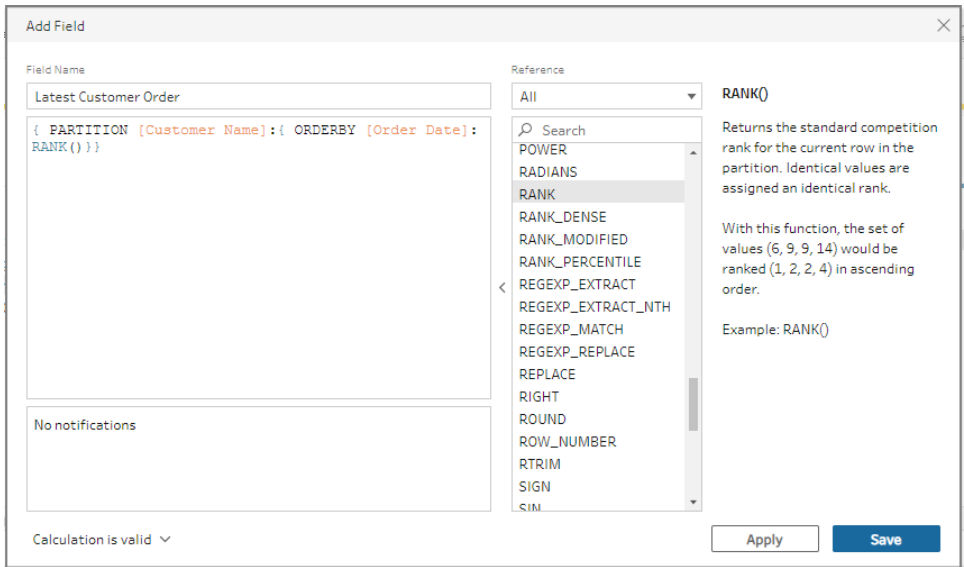 Add Field
Field Name
Latest Customer Order
{ PARTITION [Customer Name]:{ ORDERBY [Order Date]:
RANK()}}
No notifications
Calculation is valid
Reference
All
Search
POWER
RADIANS
RANK
RANK_DENSE
RANK_MODIFIED
RANK_PERCENTILE
REGEXP_EXTRACT
REGEXP_EXTRACT_NTH
REGEXP_MATCH
REGEXP_REPLACE
REPLACE
RIGHT
ROUND
ROW_NUMBER
RTRIM
SIGN
SIN
RANK()
Returns the standard competition
rank for the current row in the
partition. Identical values are
assigned an identical rank.
With this function, the set of
values (6, 9, 9, 14) would be
ranked (1, 2, 2, 4) in ascending
order.
Example: RANK()
Apply
Save